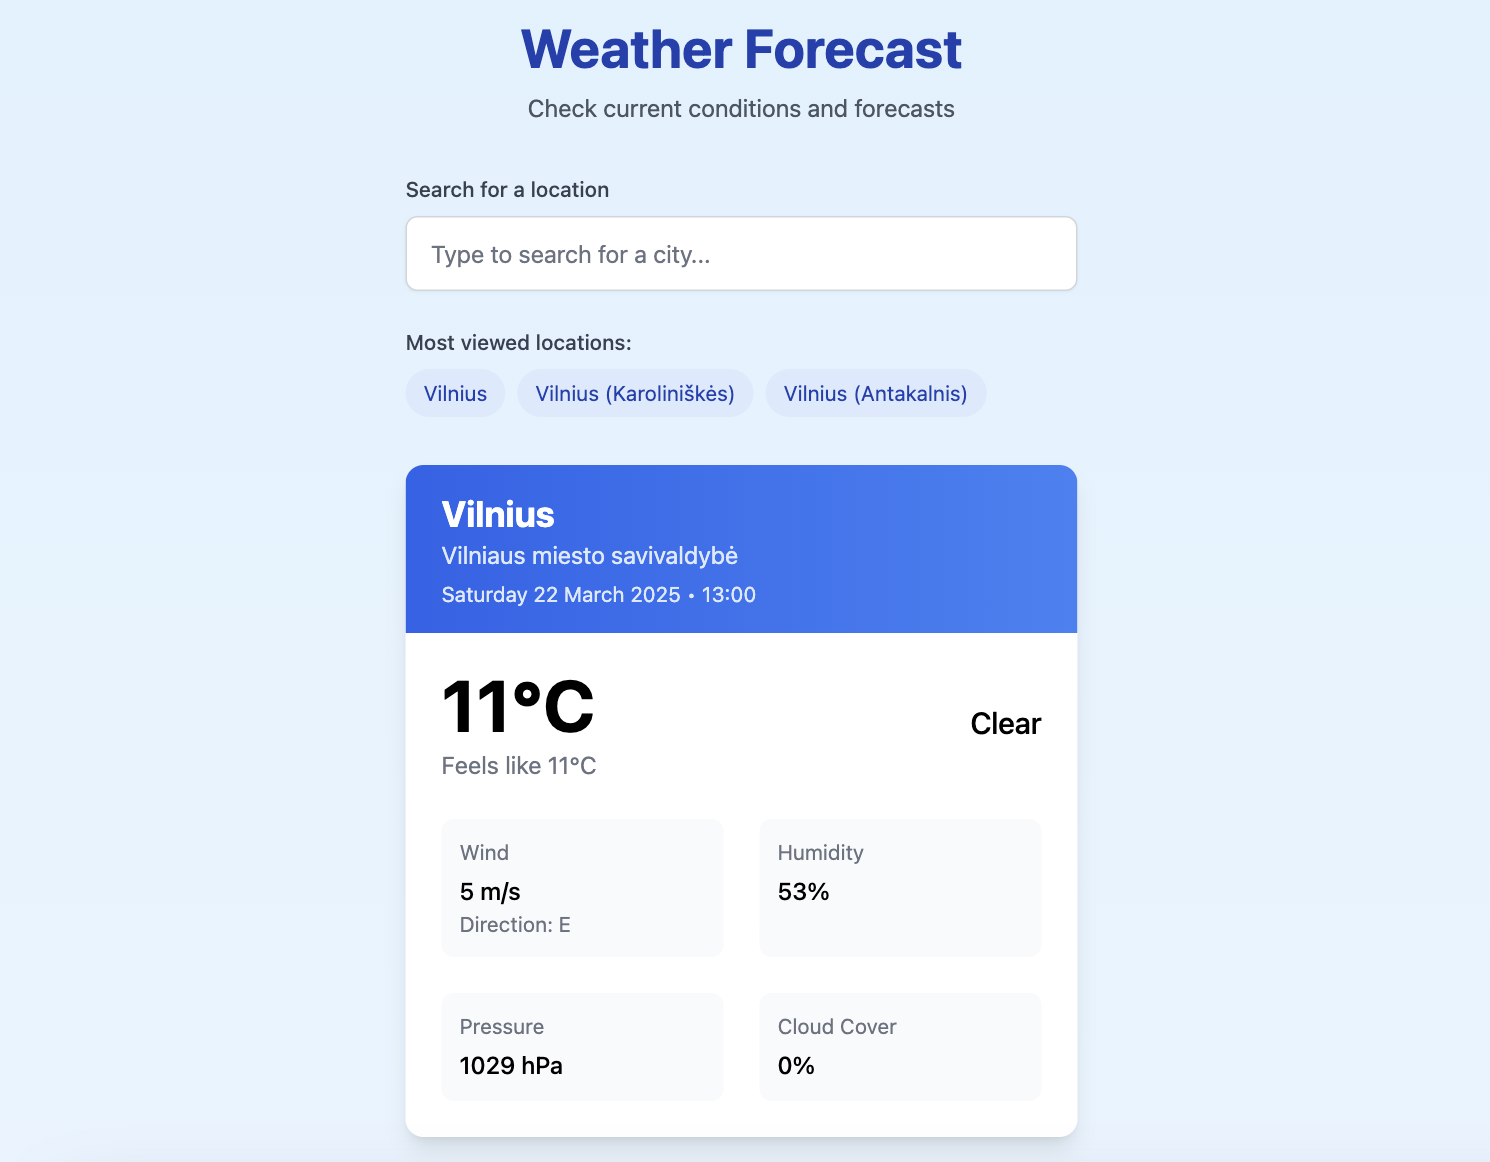 Weather Forecast
Check current conditions and forecasts
Search for a location
Type to search for a city...
Most viewed locations:
Vilnius Vilnius (Karoliniškės) Vilnius (Antakalnis)
Vilnius
Vilniaus miesto savivaldybė
Saturday 22 March 2025 • 13:00
11°C
Clear
Feels like 11°C
Wind
5 m/s
Direction: E
Humidity
53%
Pressure
1029 hPa
Cloud Cover
0%